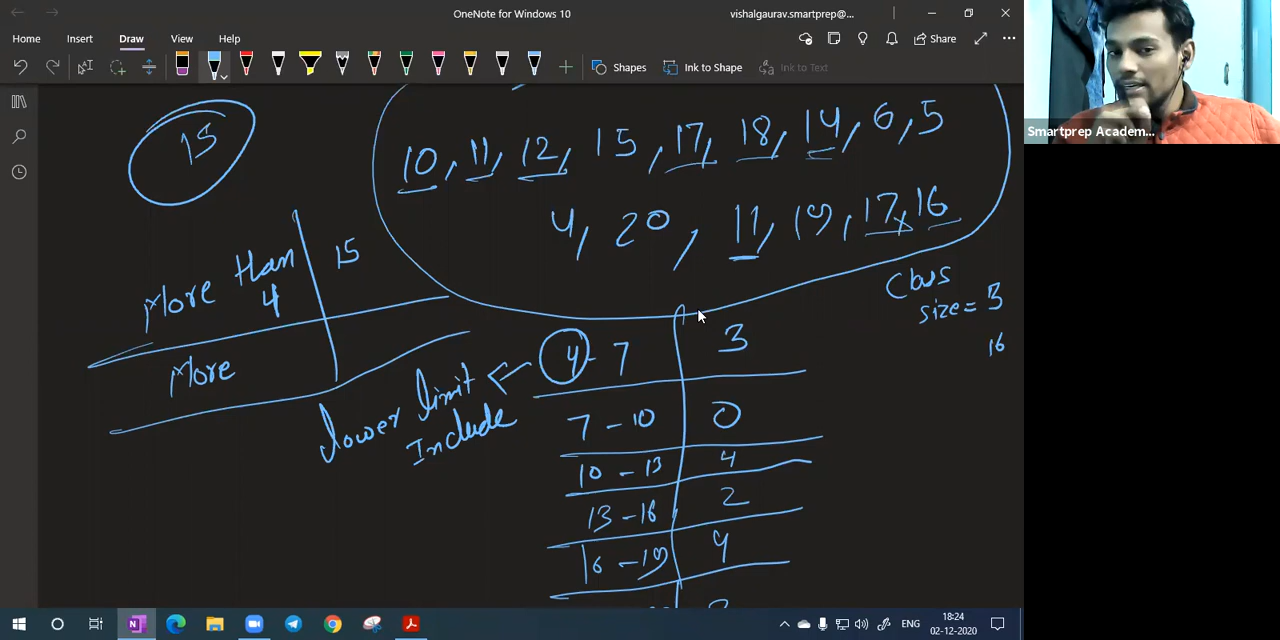 OneNote for Windows 10
vishalgaurav.smartprep@...
Home Insert Draw View Help
Share
Shapes
Ink to Shape
Ink to Text
Smartprep Academ...
15
10, 11, 12, 15, 17, 18, 14, 6, 5
4, 20, 11, 19, 17, 16
More than
4
15
More
Class
size = 3
16
lower limit
Include
4 - 7 3
7 - 10 0
10 - 13 4
13 - 16 2
16 - 19 4
ENG
18:24
02-12-2020